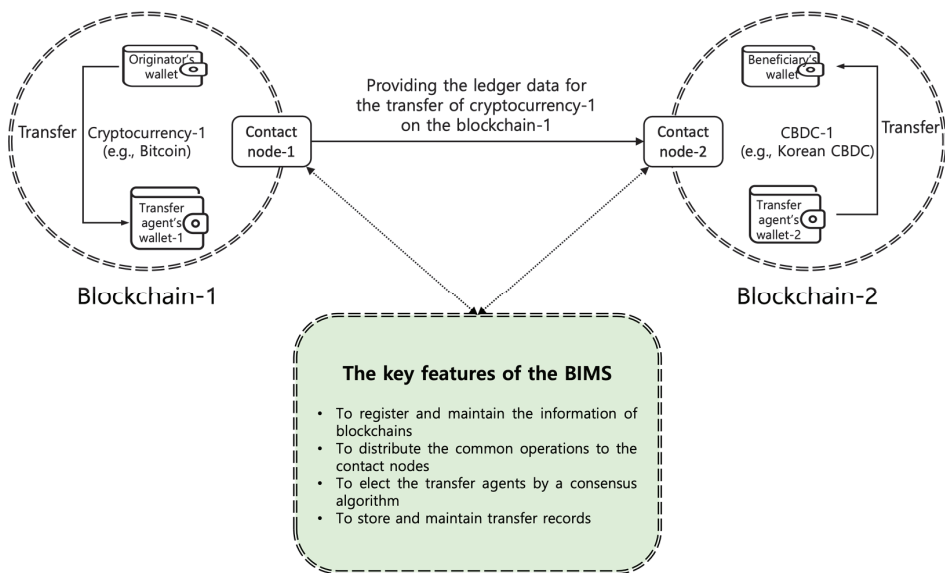 Originator's
wallet
Transfer
Cryptocurrency-1
(e.g., Bitcoin)
Transfer
agent's
wallet-1
Contact
node-1
Blockchain-1
Providing the ledger data for
the transfer of cryptocurrency-1
on the blockchain-1
Contact
node-2
Beneficiary's
wallet
CBDC-1
(e.g., Korean CBDC)
Transfer
Transfer
agent's
wallet-2
Blockchain-2
The key features of the BIMS
• To register and maintain the information of
blockchains
• To distribute the common operations to the
contact nodes
• To elect the transfer agents by a consensus
algorithm
• To store and maintain transfer records